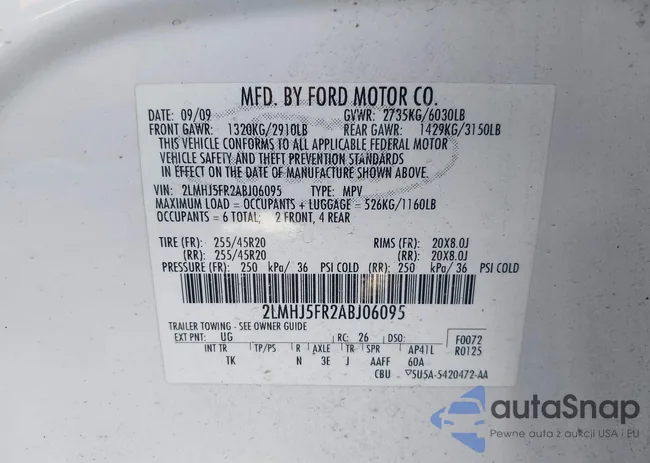 MFD. BY FORD MOTOR CO.
DATE: 09/09 GVWR: 2735KG/6030LB
FRONT GAWR: 1320KG/2910LB REAR GAWR: 1429KG/3150LB
THIS VEHICLE CONFORMS TO ALL APPLICABLE FEDERAL MOTOR
VEHICLE SAFETY AND THEFT PREVENTION STANDARDS
IN EFFECT ON THE DATE OF MANUFACTURE SHOWN ABOVE.
VIN: 2LMHJ5FR2ABJ06095 TYPE: MPV
MAXIMUM LOAD = OCCUPANTS + LUGGAGE = 526KG/1160LB
OCCUPANTS = 6 TOTAL; 2 FRONT, 4 REAR
TIRE (FR): 255/45R20 RIMS (FR): 20X8.0J
(RR): 255/45R20 (RR): 20X8.0J
PRESSURE (FR): 250 kPa/ 36 PSI COLD (RR): 250 kPa/ 36 PSI COLD
2LMHJ5FR2ABJ06095
TRAILER TOWING - SEE OWNER GUIDE
EXT PNT: UG RC: 26 DSO: F0072
INT TR TP/PS R AXLE TR SPR AP41L R0125
TK N 3E J AAFF 60A
CBU ▽5U5A-5420472-AA
autaSnap
Pewne auta z aukcji USA i EU